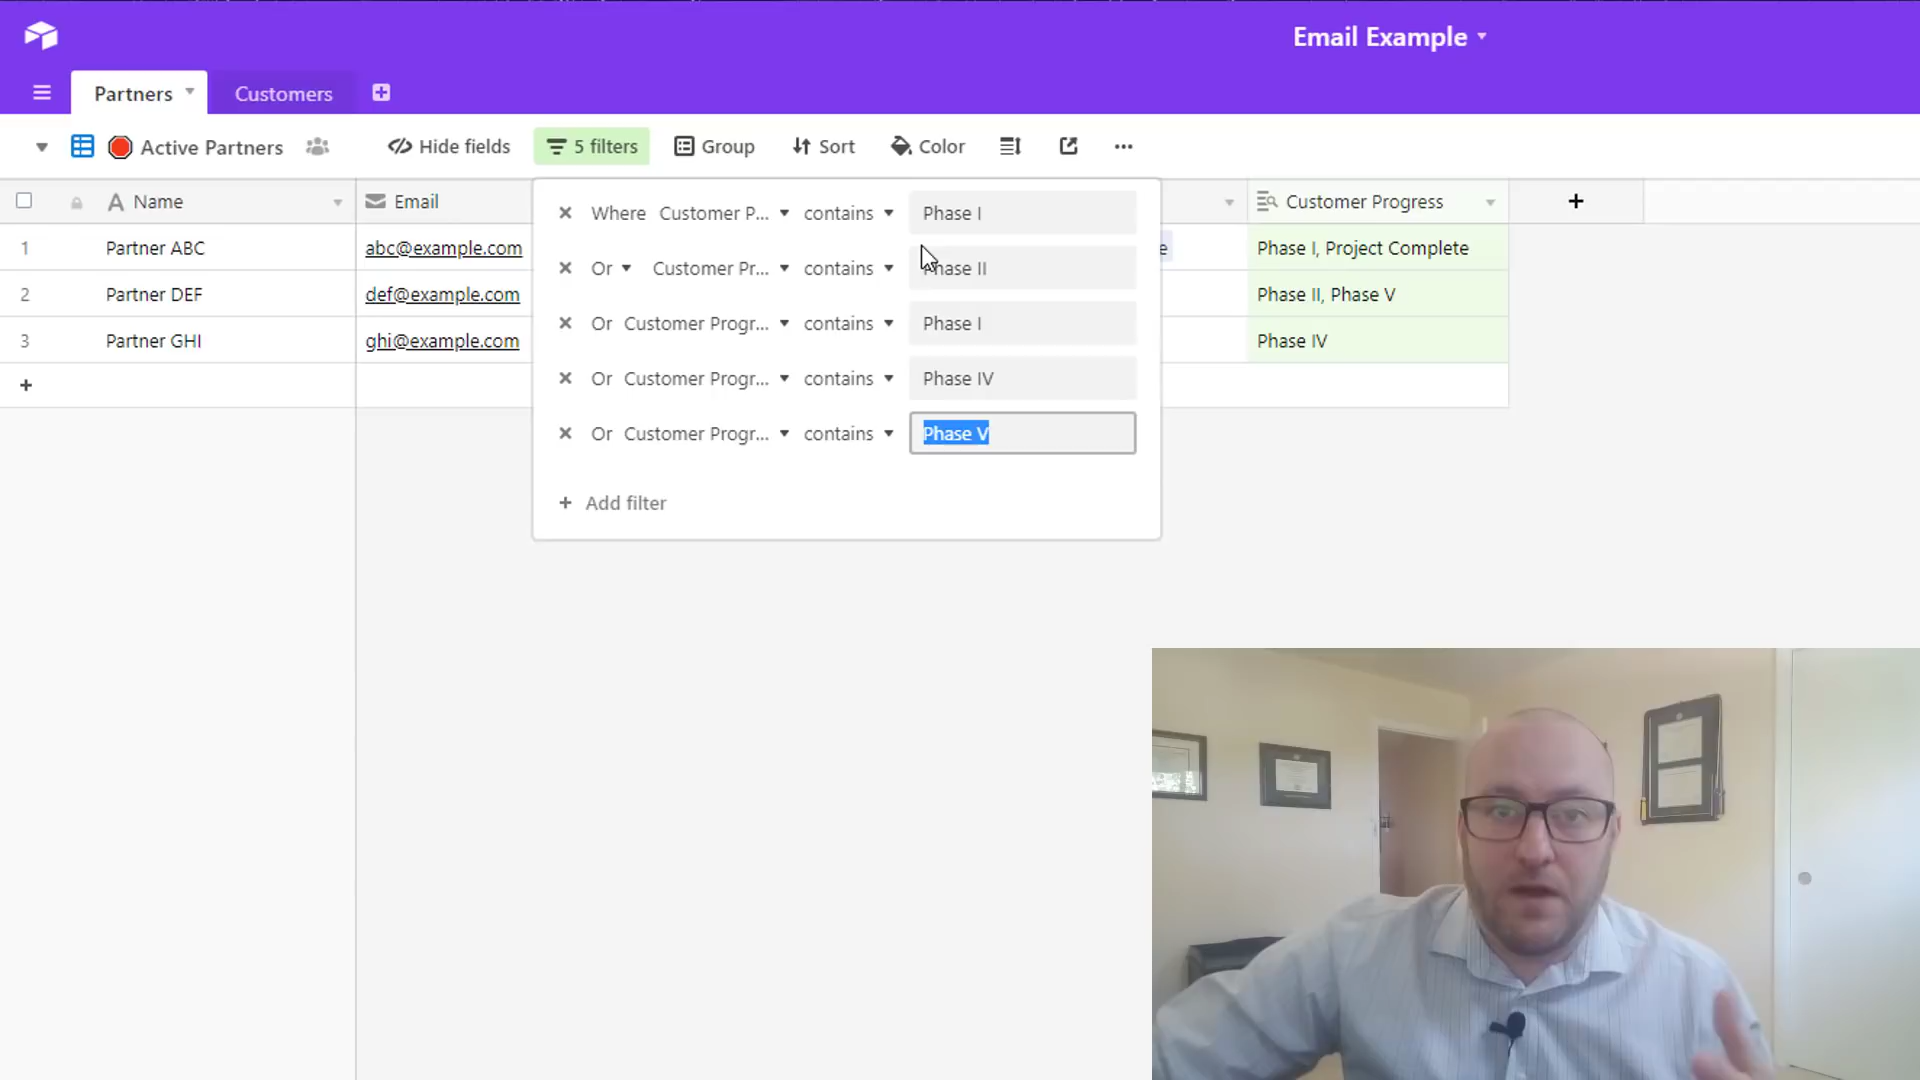 Email Example
Partners
Customers
Active Partners
Hide fields
5 filters
Group
Sort
Color
Name
Email
Customer Progress
1 Partner ABC abc@example.com e Phase I, Project Complete
2 Partner DEF def@example.com Phase II, Phase V
3 Partner GHI ghi@example.com Phase IV
Where Customer P... contains Phase I
Or Customer Pr... contains Phase II
Or Customer Progr... contains Phase I
Or Customer Progr... contains Phase IV
Or Customer Progr... contains Phase V
+ Add filter